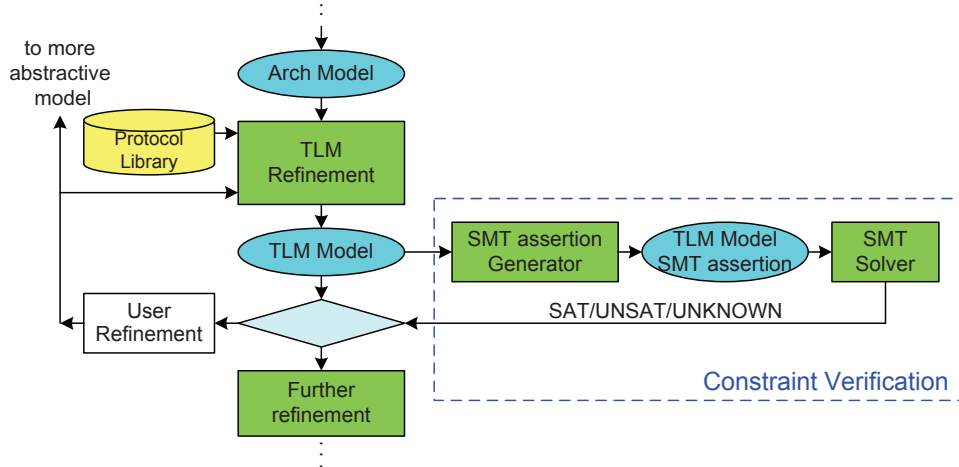 to more
abstractive
model
Arch Model
Protocol
Library
TLM
Refinement
TLM Model
SMT assertion
Generator
TLM Model
SMT assertion
SMT
Solver
SAT/UNSAT/UNKNOWN
User
Refinement
Constraint Verification
Further
refinement